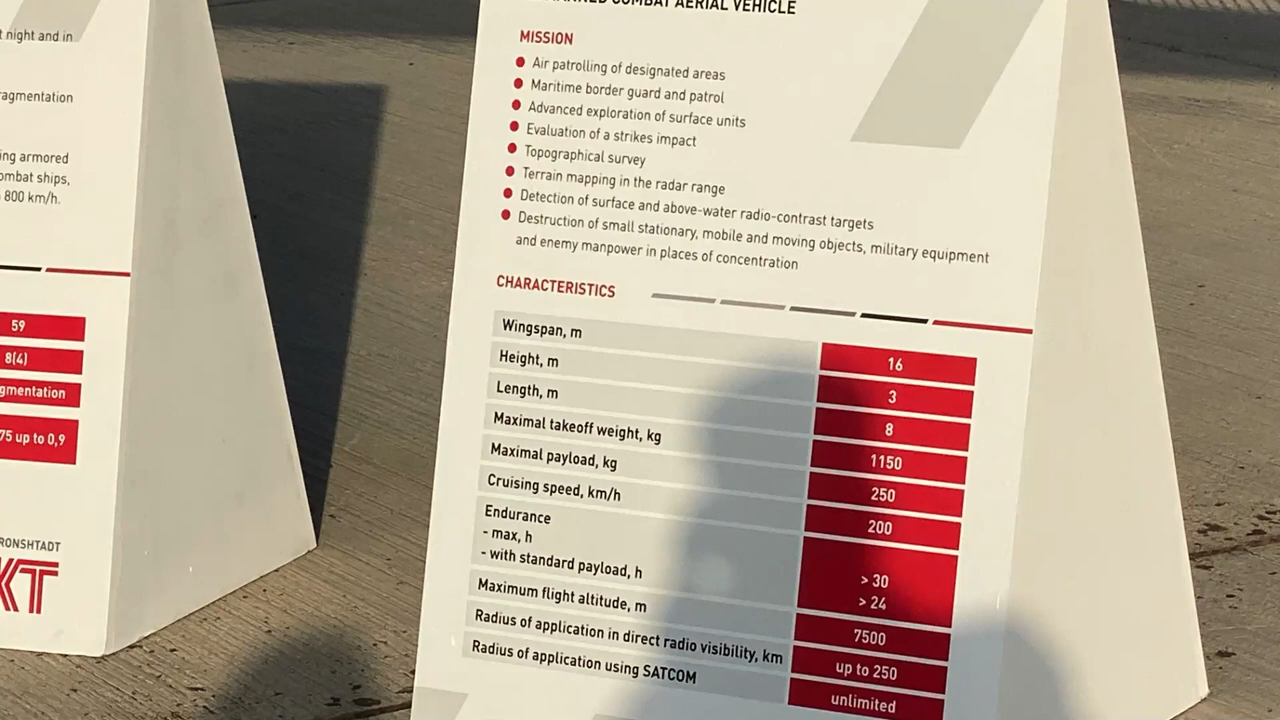 t night and in
ragmentation
ing armored
ombat ships,
800 km/h.
59
8(4)
gmentation
75 up to 0,9
RONSHTADT
KT
COMBAT AERIAL VEHICLE
MISSION
Air patrolling of designated areas
Maritime border guard and patrol
Advanced exploration of surface units
Evaluation of a strikes impact
Topographical survey
Terrain mapping in the radar range
Detection of surface and above-water radio-contrast targets
Destruction of small stationary, mobile and moving objects, military equipment
and enemy manpower in places of concentration
CHARACTERISTICS
Wingspan, m 16
Height, m 3
Length, m 8
Maximal takeoff weight, kg 1150
Maximal payload, kg 250
Cruising speed, km/h 200
Endurance
- max, h > 30
- with standard payload, h > 24
Maximum flight altitude, m 7500
Radius of application in direct radio visibility, km up to 250
Radius of application using SATCOM unlimited